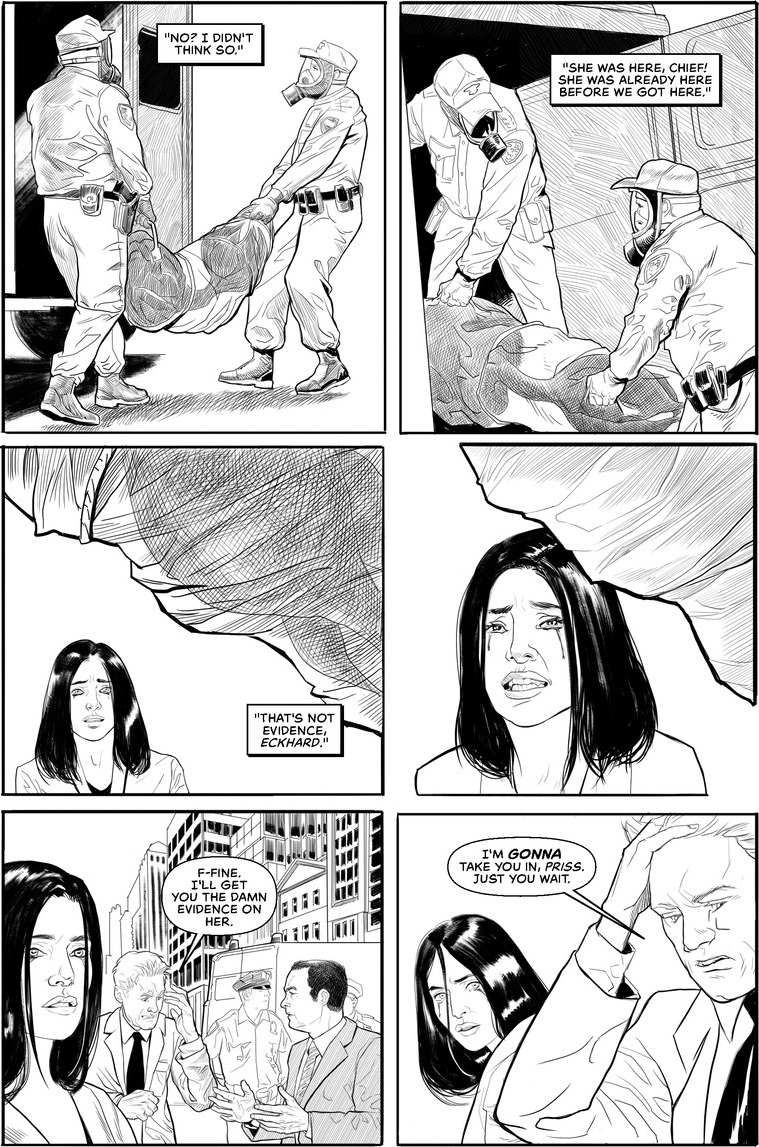 "NO? I DIDN'T
THINK SO."
"SHE WAS HERE, CHIEF!
SHE WAS ALREADY HERE
BEFORE WE GOT HERE."
"THAT'S NOT
EVIDENCE,
ECKHARD."
F-FINE.
I'LL GET
YOU THE DAMN
EVIDENCE ON
HER.
I'M GONNA
TAKE YOU IN, PRISS.
JUST YOU WAIT.